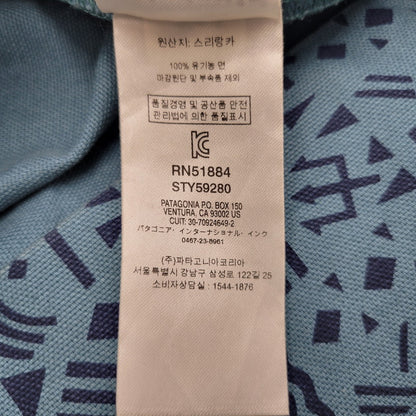 원산지: 스리랑카
100% 유기농 면
마감원단 및 부속품 제외
품질경영 및 공산품 안전
관리법에 의한 품질표시
RN51884
STY59280
PATAGONIA P.O. BOX 150
VENTURA, CA 93002 US
CUIT: 30-70924649-2
パタゴニア・インターナショナル・インク
0467-23-8961
(주)파타고니아코리아
서울특별시 강남구 삼성로 122길 25
소비자상담실 : 1544-1876